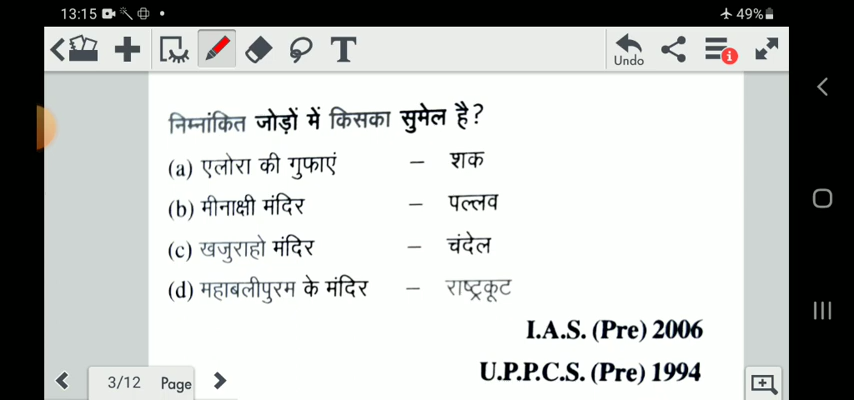 13:15
49%
Undo
निम्नांकित जोड़ों में किसका सुमेल है?
(a) एलोरा की गुफाएं – शक
(b) मीनाक्षी मंदिर – पल्लव
(c) खजुराहो मंदिर – चंदेल
(d) महाबलीपुरम के मंदिर – राष्ट्रकूट
I.A.S. (Pre) 2006
U.P.P.C.S. (Pre) 1994
3/12 Page